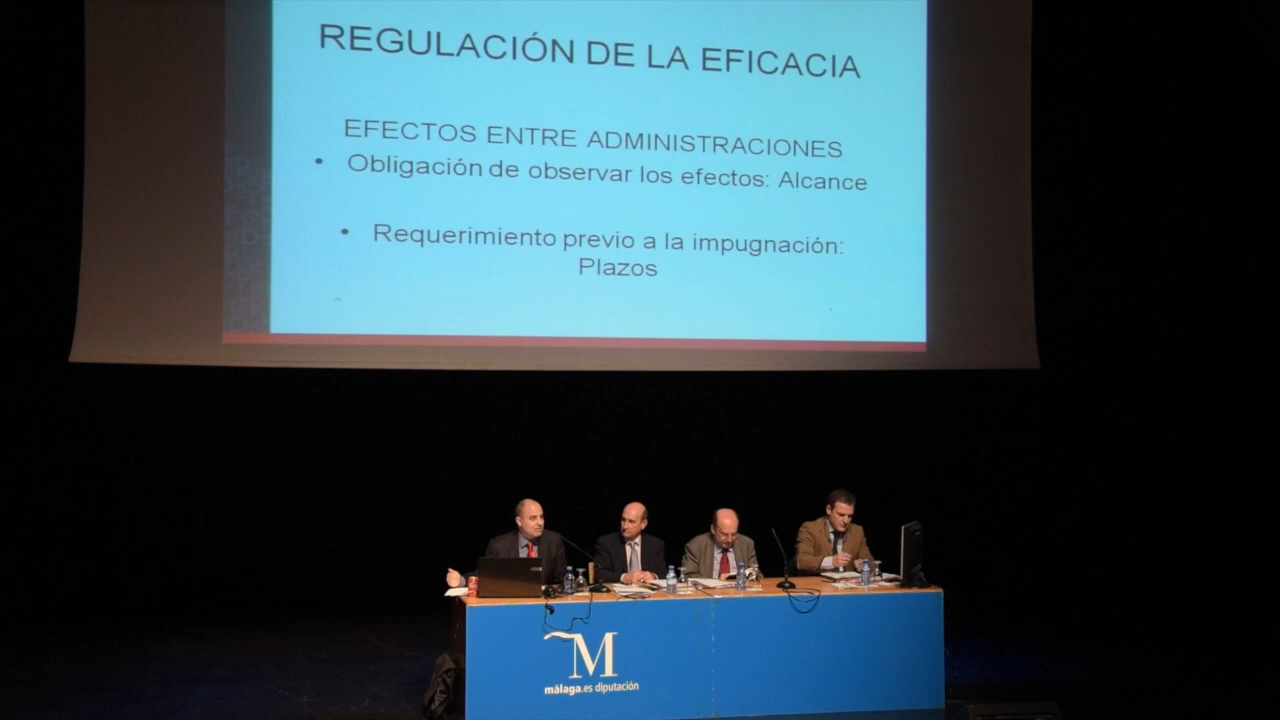 REGULACIÓN DE LA EFICACIA
EFECTOS ENTRE ADMINISTRACIONES
• Obligación de observar los efectos: Alcance
• Requerimiento previo a la impugnación:
Plazos
M
málaga.es diputación